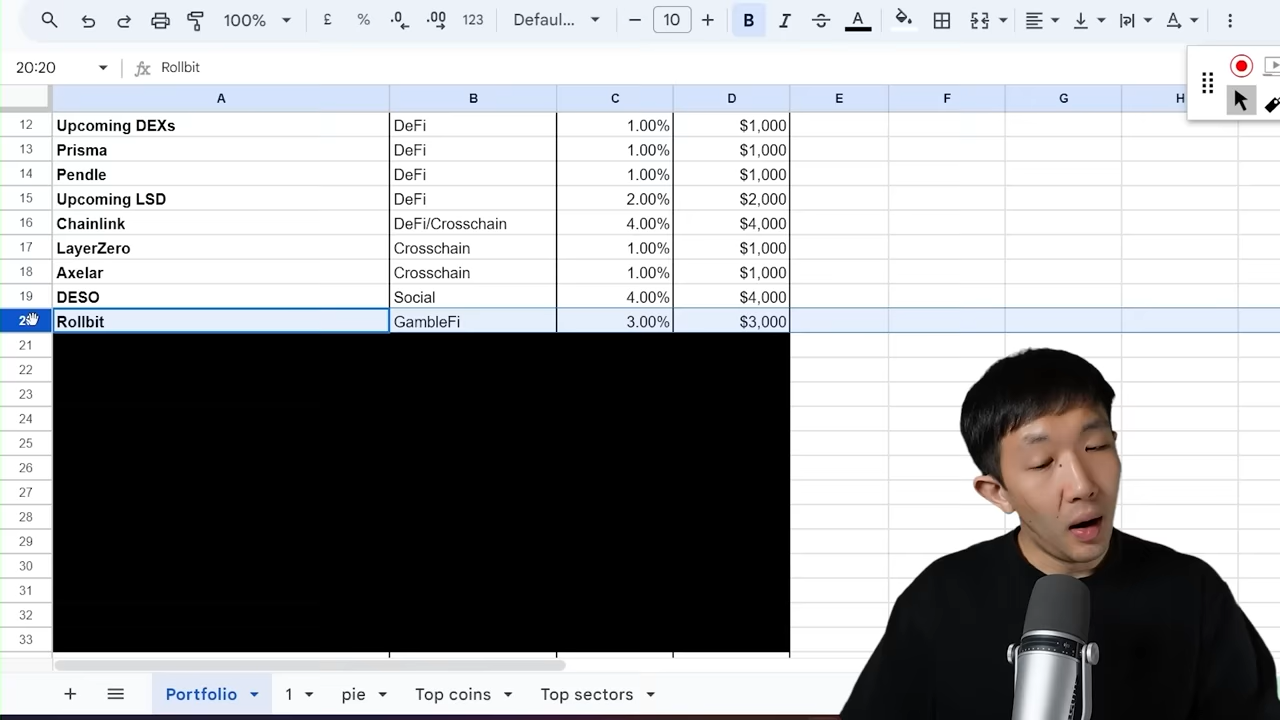 100% £ % .0 .00 123 Defaul... 10 B I A A
20:20 fx Rollbit
A B C D E F G H
12 Upcoming DEXs DeFi 1.00% $1,000
13 Prisma DeFi 1.00% $1,000
14 Pendle DeFi 1.00% $1,000
15 Upcoming LSD DeFi 2.00% $2,000
16 Chainlink DeFi/Crosschain 4.00% $4,000
17 LayerZero Crosschain 1.00% $1,000
18 Axelar Crosschain 1.00% $1,000
19 DESO Social 4.00% $4,000
Rollbit GambleFi 3.00% $3,000
21
22
23
24
25
26
27
28
29
30
31
32
33
Portfolio 1 pie Top coins Top sectors